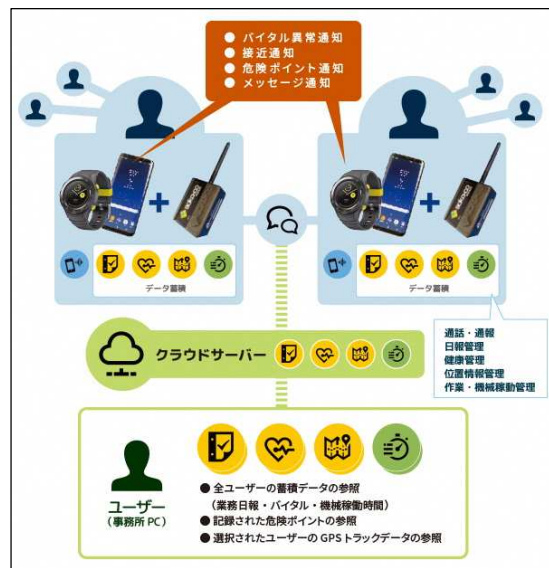 ● バイタル異常通知
● 接近通知
● 危険ポイント通知
● メッセージ通知
+
+
データ蓄積
データ蓄積
通話・通報
日報管理
健康管理
位置情報管理
作業・機械稼動管理
クラウドサーバー
ユーザー
(事務所 PC)
● 全ユーザーの蓄積データの参照
(業務日報・バイタル・機械稼働時間)
● 記録された危険ポイントの参照
● 選択されたユーザーの GPS トラックデータの参照